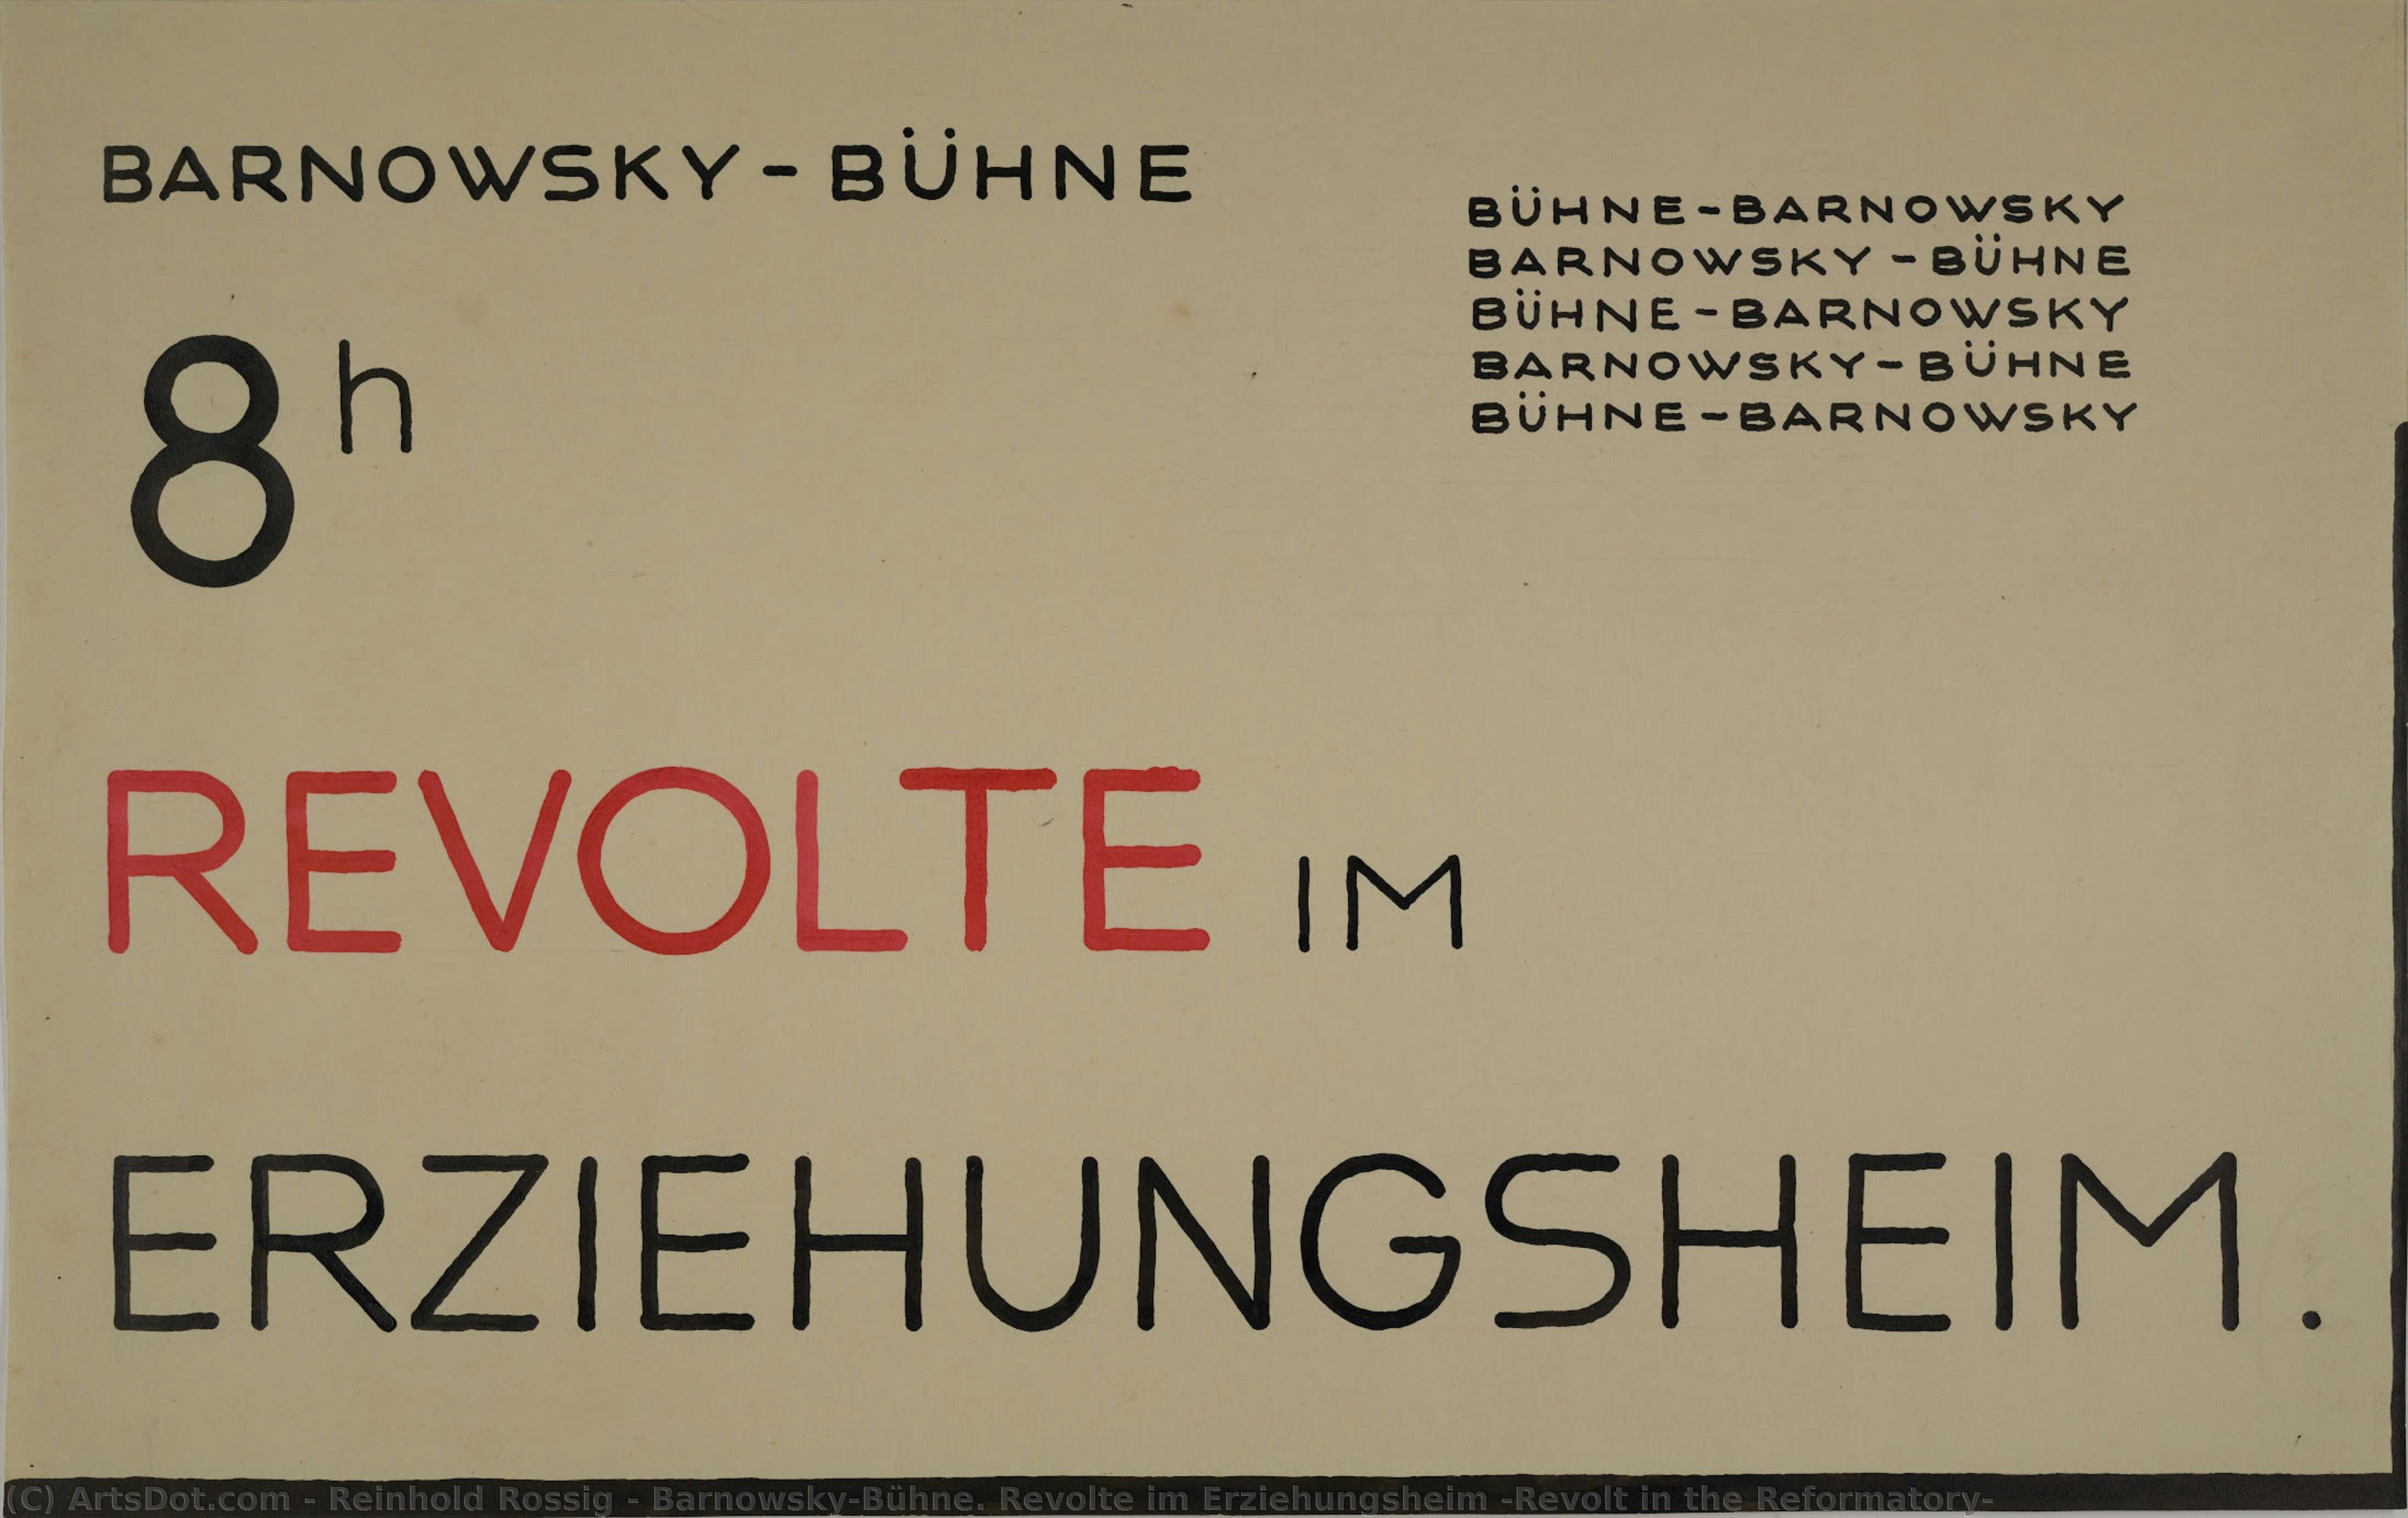 BARNOWSKY-BÜHNE
BÜHNE-BARNOWSKY
BARNOWSKY-BÜHNE
BÜHNE-BARNOWSKY
BARNOWSKY-BÜHNE
BÜHNE-BARNOWSKY
8h
REVOLTE IM
ERZIEHUNGSHEIM.
(C) ArtsDot.com - Reinhold Rossig - Barnowsky-Bühne. Revolte im Erziehungsheim -Revolt in the Reformatory-